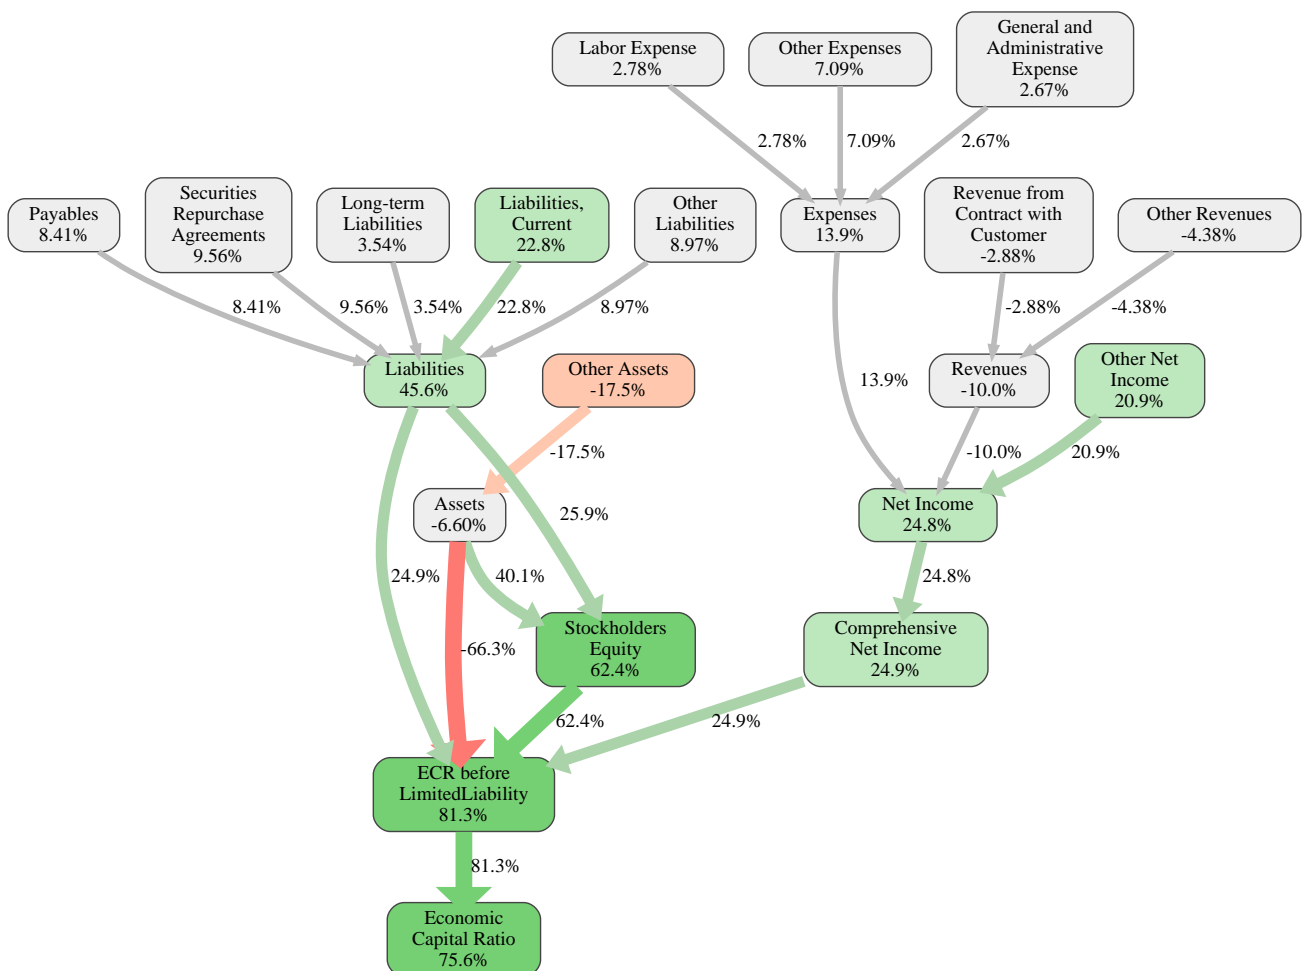 General and
Administrative
Expense
2.67%
Labor Expense
2.78%
Other Expenses
7.09%
2.78%
7.09%
2.67%
Payables
8.41%
Securities
Repurchase
Agreements
9.56%
Long-term
Liabilities
3.54%
Liabilities,
Current
22.8%
Other
Liabilities
8.97%
Expenses
13.9%
Revenue from
Contract with
Customer
-2.88%
Other Revenues
-4.38%
8.41%
9.56%
3.54%
22.8%
8.97%
-2.88%
-4.38%
Liabilities
45.6%
Other Assets
-17.5%
13.9%
Revenues
-10.0%
Other Net
Income
20.9%
-17.5%
-10.0%
20.9%
Assets
-6.60%
25.9%
Net Income
24.8%
24.9%
40.1%
24.8%
-66.3%
Stockholders
Equity
62.4%
Comprehensive
Net Income
24.9%
62.4%
24.9%
ECR before
LimitedLiability
81.3%
81.3%
Economic
Capital Ratio
75.6%